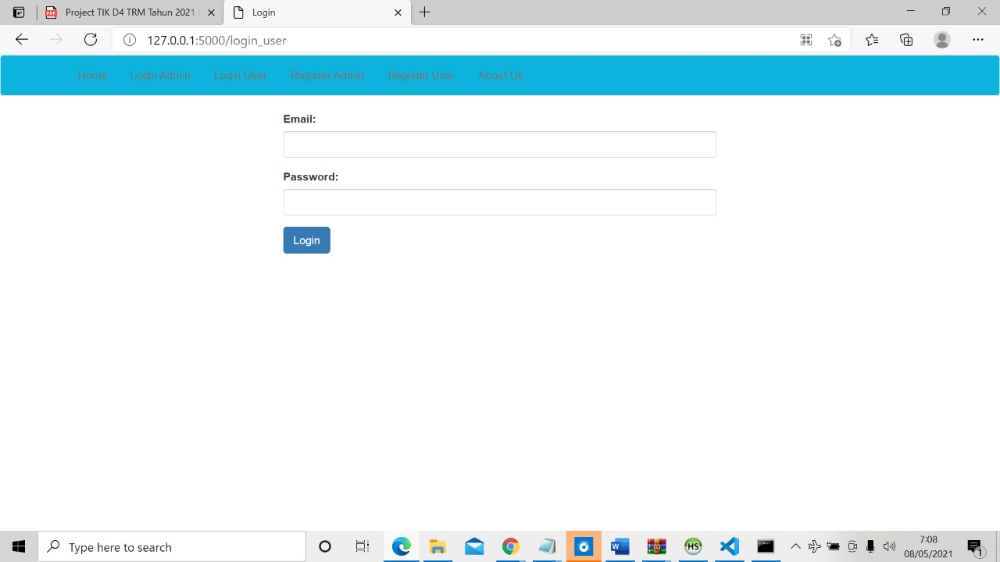 Project TIK D4 TRM Tahun 2021
Login
127.0.0.1:5000/login_user
Home Login Admin Login User Register Admin Register User About Us
Email:
Password:
Login
Type here to search
W
HS
7:08
08/05/2021
1